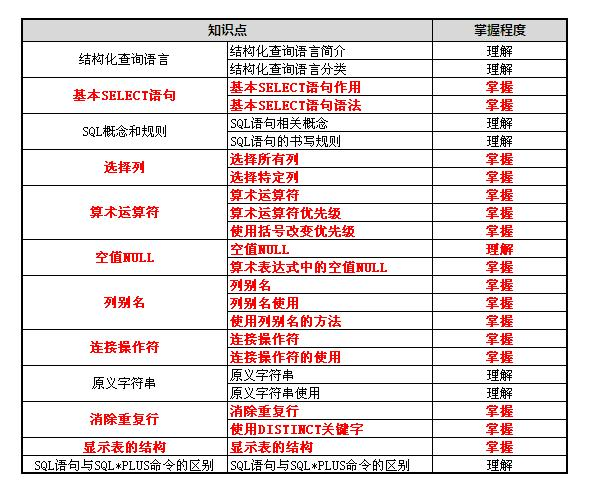 知识点 掌握程度
结构化查询语言 结构化查询语言简介 理解
结构化查询语言分类 理解
基本SELECT语句 基本SELECT语句作用 掌握
基本SELECT语句语法 掌握
SQL概念和规则 SQL语句相关概念 理解
SQL语句的书写规则 理解
选择列 选择所有列 掌握
选择特定列 掌握
算术运算符 算术运算符 掌握
算术运算符优先级 掌握
使用括号改变优先级 掌握
空值NULL 空值NULL 理解
算术表达式中的空值NULL 掌握
列别名 列别名 掌握
列别名使用 掌握
使用列别名的方法 掌握
连接操作符 连接操作符 掌握
连接操作符的使用 掌握
原义字符串 原义字符串 理解
原义字符串使用 理解
消除重复行 消除重复行 掌握
使用DISTINCT关键字 掌握
显示表的结构 显示表的结构 掌握
SQL语句与SQL*PLUS命令的区别 SQL语句与SQL*PLUS命令的区别 理解